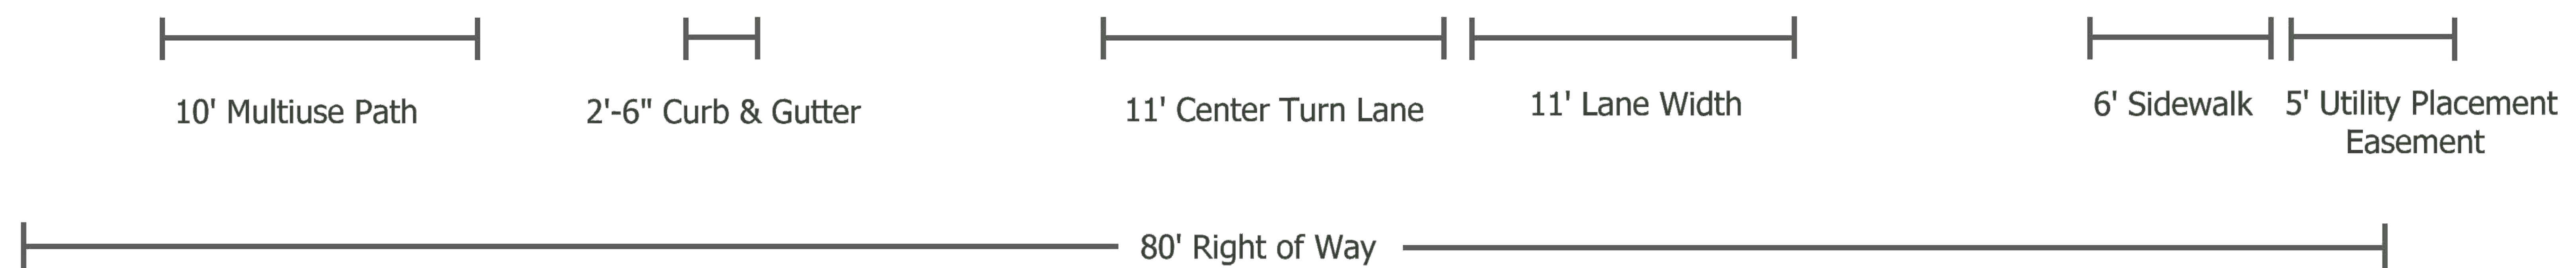 10' Multiuse Path
2'-6" Curb & Gutter
11' Center Turn Lane
11' Lane Width
6' Sidewalk
5' Utility Placement
Easement
80' Right of Way